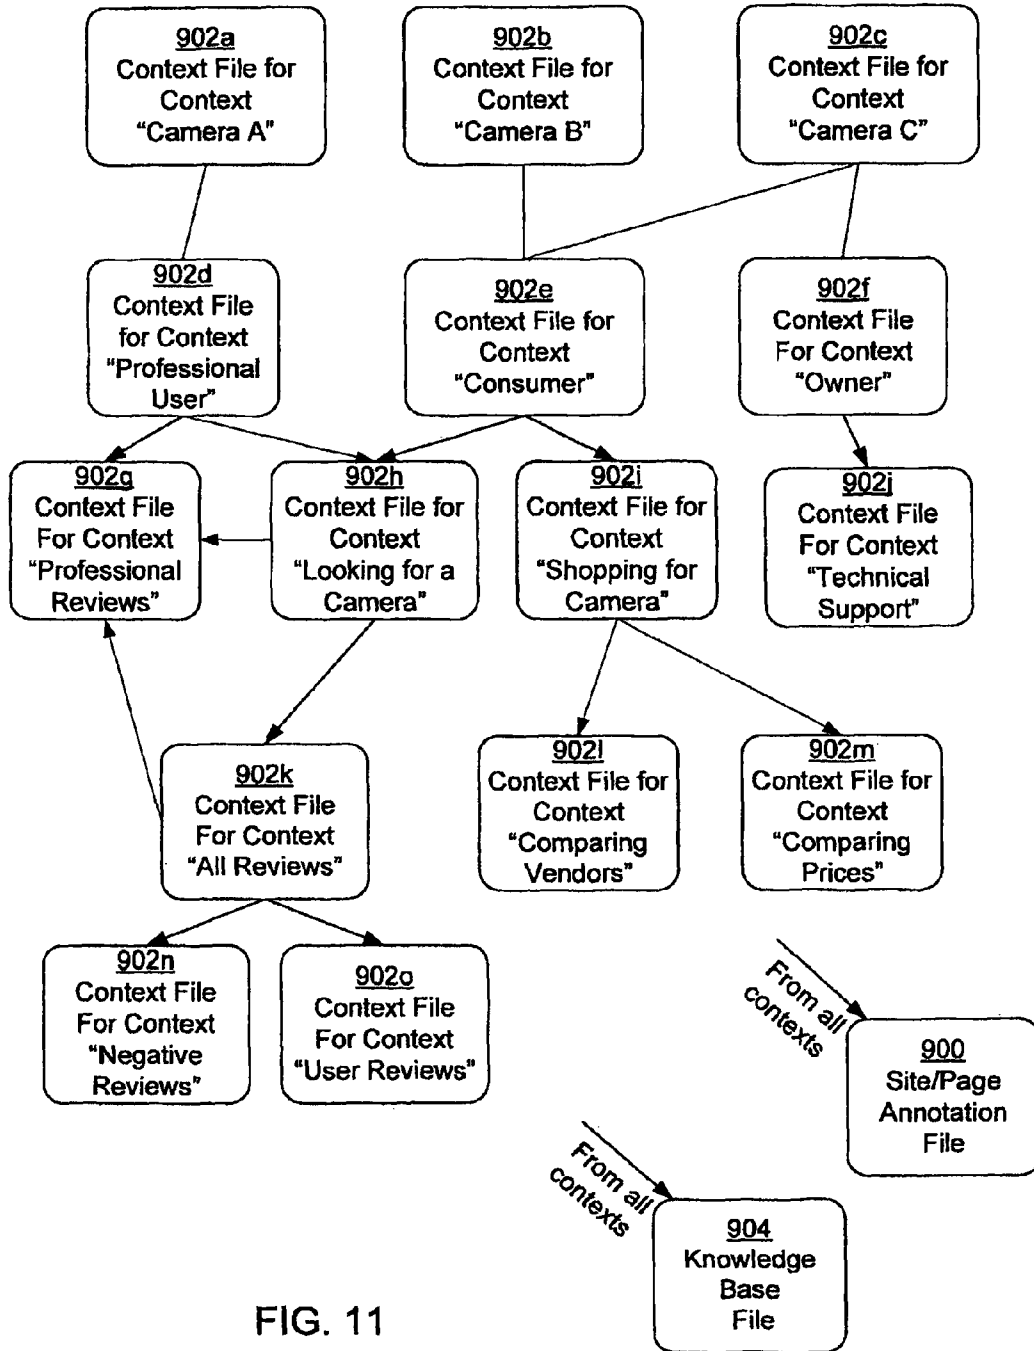 902a
Context File for
Context
"Camera A"
902b
Context File for
Context
"Camera B"
902c
Context File for
Context
"Camera C"
902d
Context File
for Context
"Professional
User"
902e
Context File for
Context
"Consumer"
902f
Context File
For Context
"Owner"
902g
Context File
For Context
"Professional
Reviews"
902h
Context File for
Context
"Looking for a
Camera"
902i
Context File for
Context
"Shopping for
Camera"
902j
Context File
For Context
"Technical
Support"
902k
Context File
For Context
"All Reviews"
902l
Context File for
Context
"Comparing
Vendors"
902m
Context File for
Context
"Comparing
Prices"
902n
Context File
For Context
"Negative
Reviews"
902o
Context File
For Context
"User Reviews"
From all
contexts
900
Site/Page
Annotation
File
From all
contexts
904
Knowledge
Base
File
FIG. 11